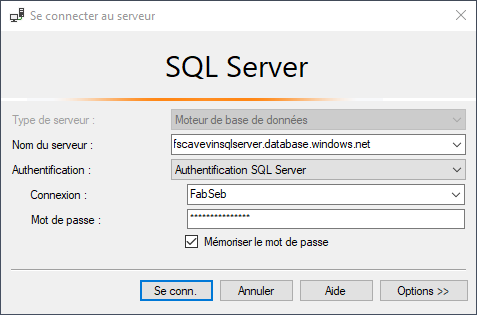 Se connecter au serveur
SQL Server
Type de serveur : Moteur de base de données
Nom du serveur : fscavevinsqlserver.database.windows.net
Authentification : Authentification SQL Server
Connexion : FabSeb
Mot de passe : ***************
Mémoriser le mot de passe
Se conn. Annuler Aide Options >>